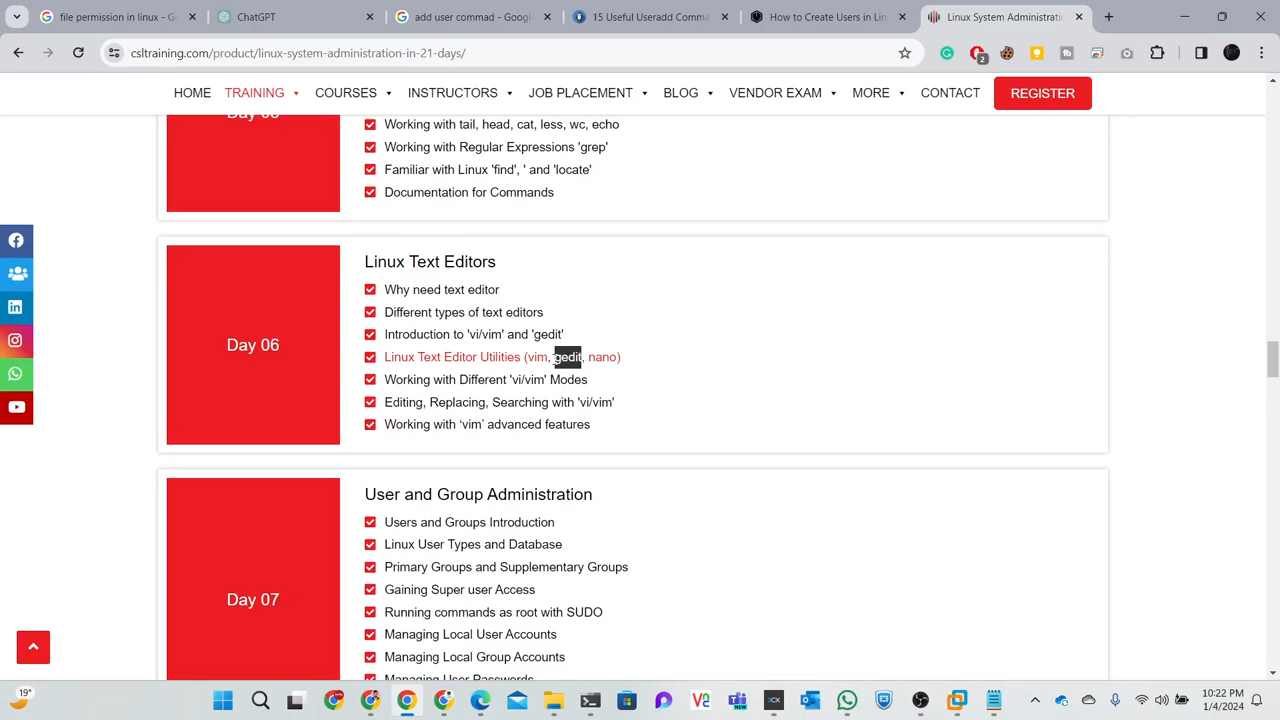 file permission in linux - G
ChatGPT
user mod command - Googl
15 Useful Useradd Comma
How to Create Users in Lin
Linux System Administratio
csltraining.com/product/linux-system-administration-in-21-days/
2
HOME TRAINING COURSES INSTRUCTORS JOB PLACEMENT BLOG VENDOR EXAM MORE CONTACT REGISTER
Working with tail, head, cat, less, wc, echo
Working with Regular Expressions 'grep'
Familiar with Linux 'find', ' and 'locate'
Documentation for Commands
Day 06
Linux Text Editors
Why need text editor
Different types of text editors
Introduction to 'vi/vim' and 'gedit'
Linux Text Editor Utilities (vim, gedit, nano)
Working with Different 'vi/vim' Modes
Editing, Replacing, Searching with 'vi/vim'
Working with ‘vim’ advanced features
Day 07
User and Group Administration
Users and Groups Introduction
Linux User Types and Database
Primary Groups and Supplementary Groups
Gaining Super user Access
Running commands as root with SUDO
Managing Local User Accounts
Managing Local Group Accounts
Managing User Passwords
19°
10:22 PM
1/4/2024